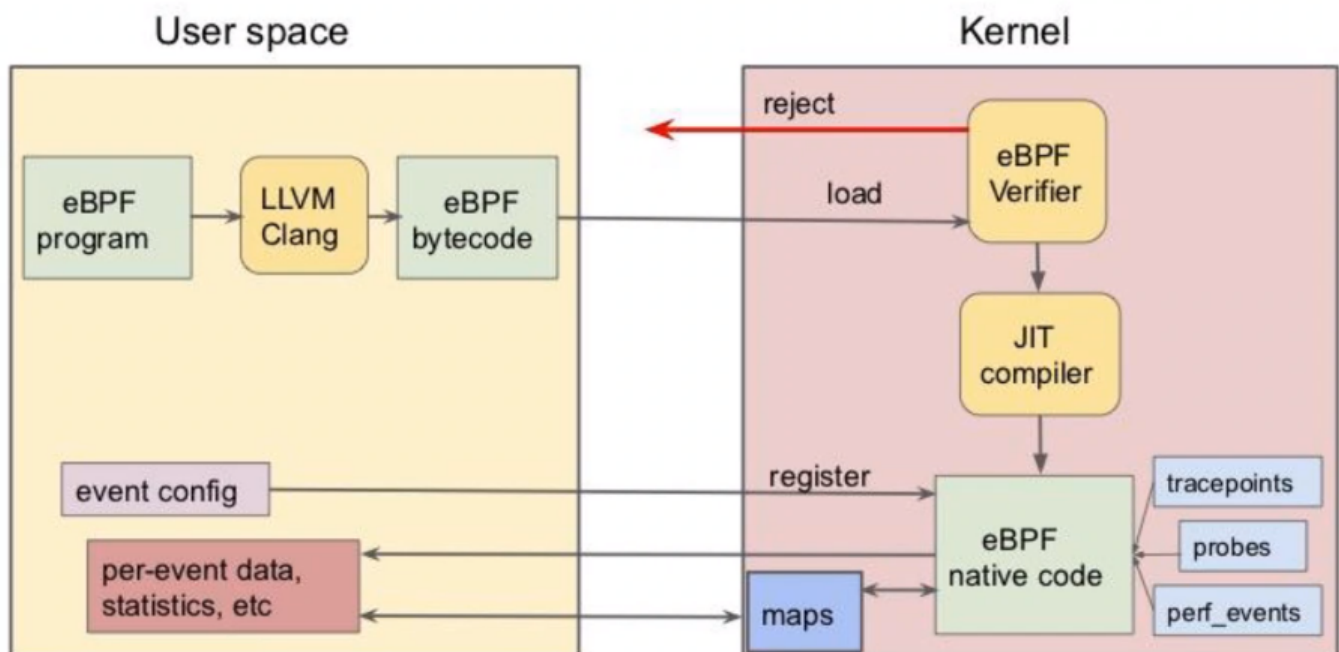 User space
Kernel
reject
eBPF
Verifier
eBPF
program
LLVM
Clang
eBPF
bytecode
load
JIT
compiler
event config
register
tracepoints
eBPF
native code
probes
per-event data,
statistics, etc
maps
perf_events